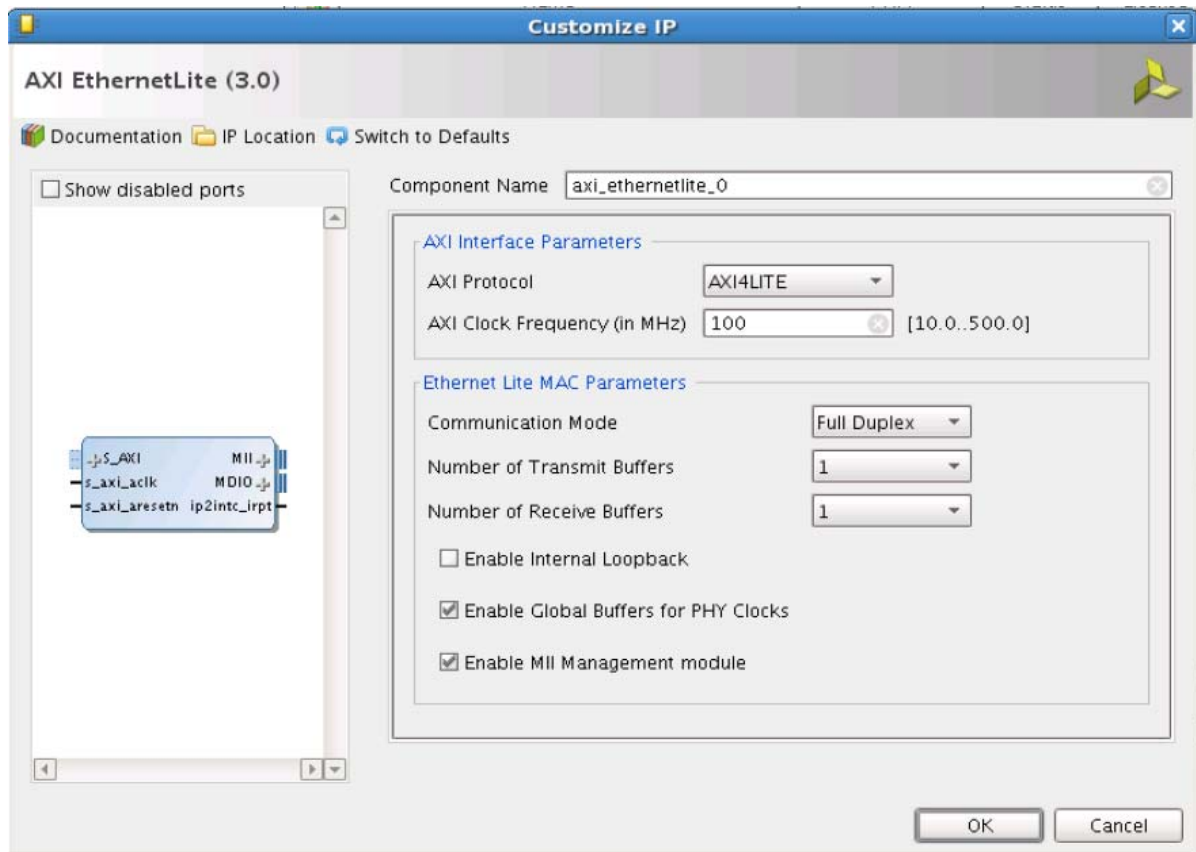 Customize IP
AXI EthernetLite (3.0)
Documentation IP Location Switch to Defaults
Show disabled ports
Component Name axi_ethernetlite_0
AXI Interface Parameters
AXI Protocol AXI4LITE
AXI Clock Frequency (in MHz) 100 [10.0..500.0]
Ethernet Lite MAC Parameters
Communication Mode Full Duplex
Number of Transmit Buffers 1
Number of Receive Buffers 1
Enable Internal Loopback
Enable Global Buffers for PHY Clocks
Enable MII Management module
S_AXI MII
s_axi_aclk MDIO
s_axi_aresetn ip2intc_irpt
OK Cancel